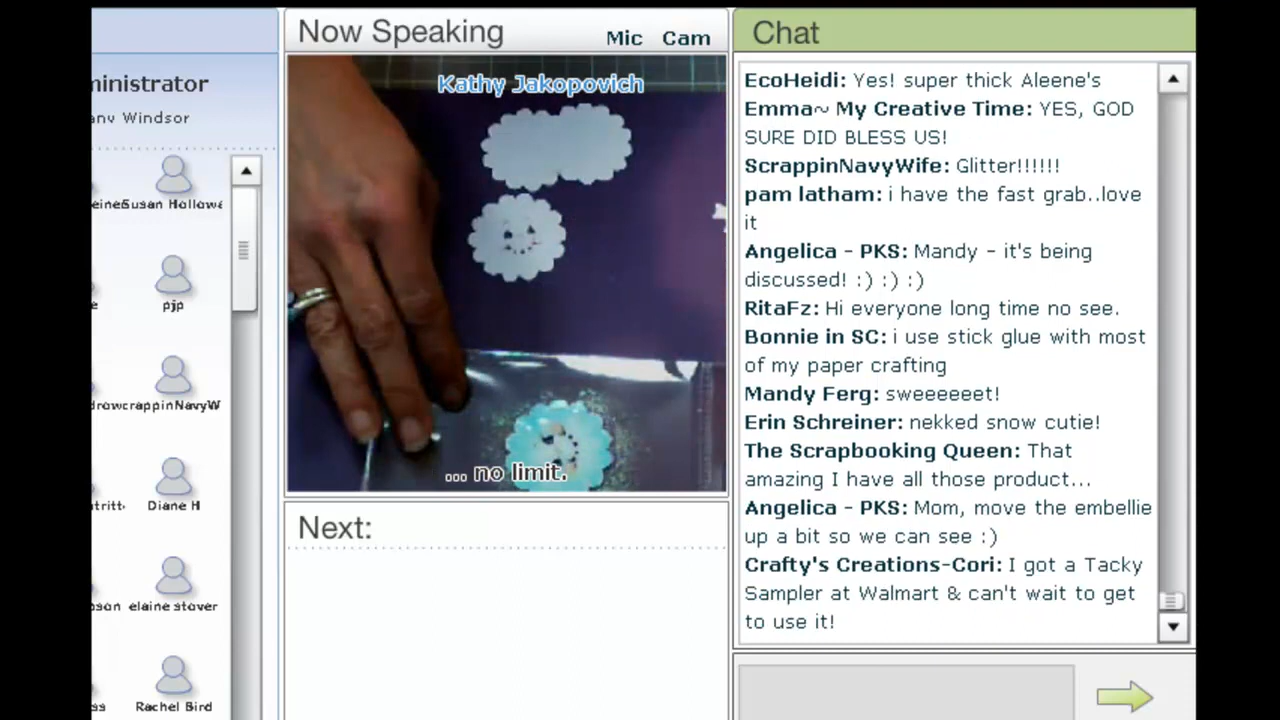 ministrator
any Windsor
Susan Hollowa
pjp
rappinNavyW
Diane H
elaine stover
Rachel Bird
Now Speaking
Mic Cam
Kathy Jakopovich
... no limit.
Next:
Chat
EcoHeidi: Yes! super thick Aleene's
Emma~ My Creative Time: YES, GOD
SURE DID BLESS US!
ScrappinNavyWife: Glitter!!!!!!
pam latham: i have the fast grab..love
it
Angelica - PKS: Mandy - it's being
discussed! :) :) :)
RitaFz: Hi everyone long time no see.
Bonnie in SC: i use stick glue with most
of my paper crafting
Mandy Ferg: sweeeeeet!
Erin Schreiner: nekked snow cutie!
The Scrapbooking Queen: That
amazing I have all those product...
Angelica - PKS: Mom, move the embellie
up a bit so we can see :)
Crafty's Creations-Cori: I got a Tacky
Sampler at Walmart & can't wait to get
to use it!